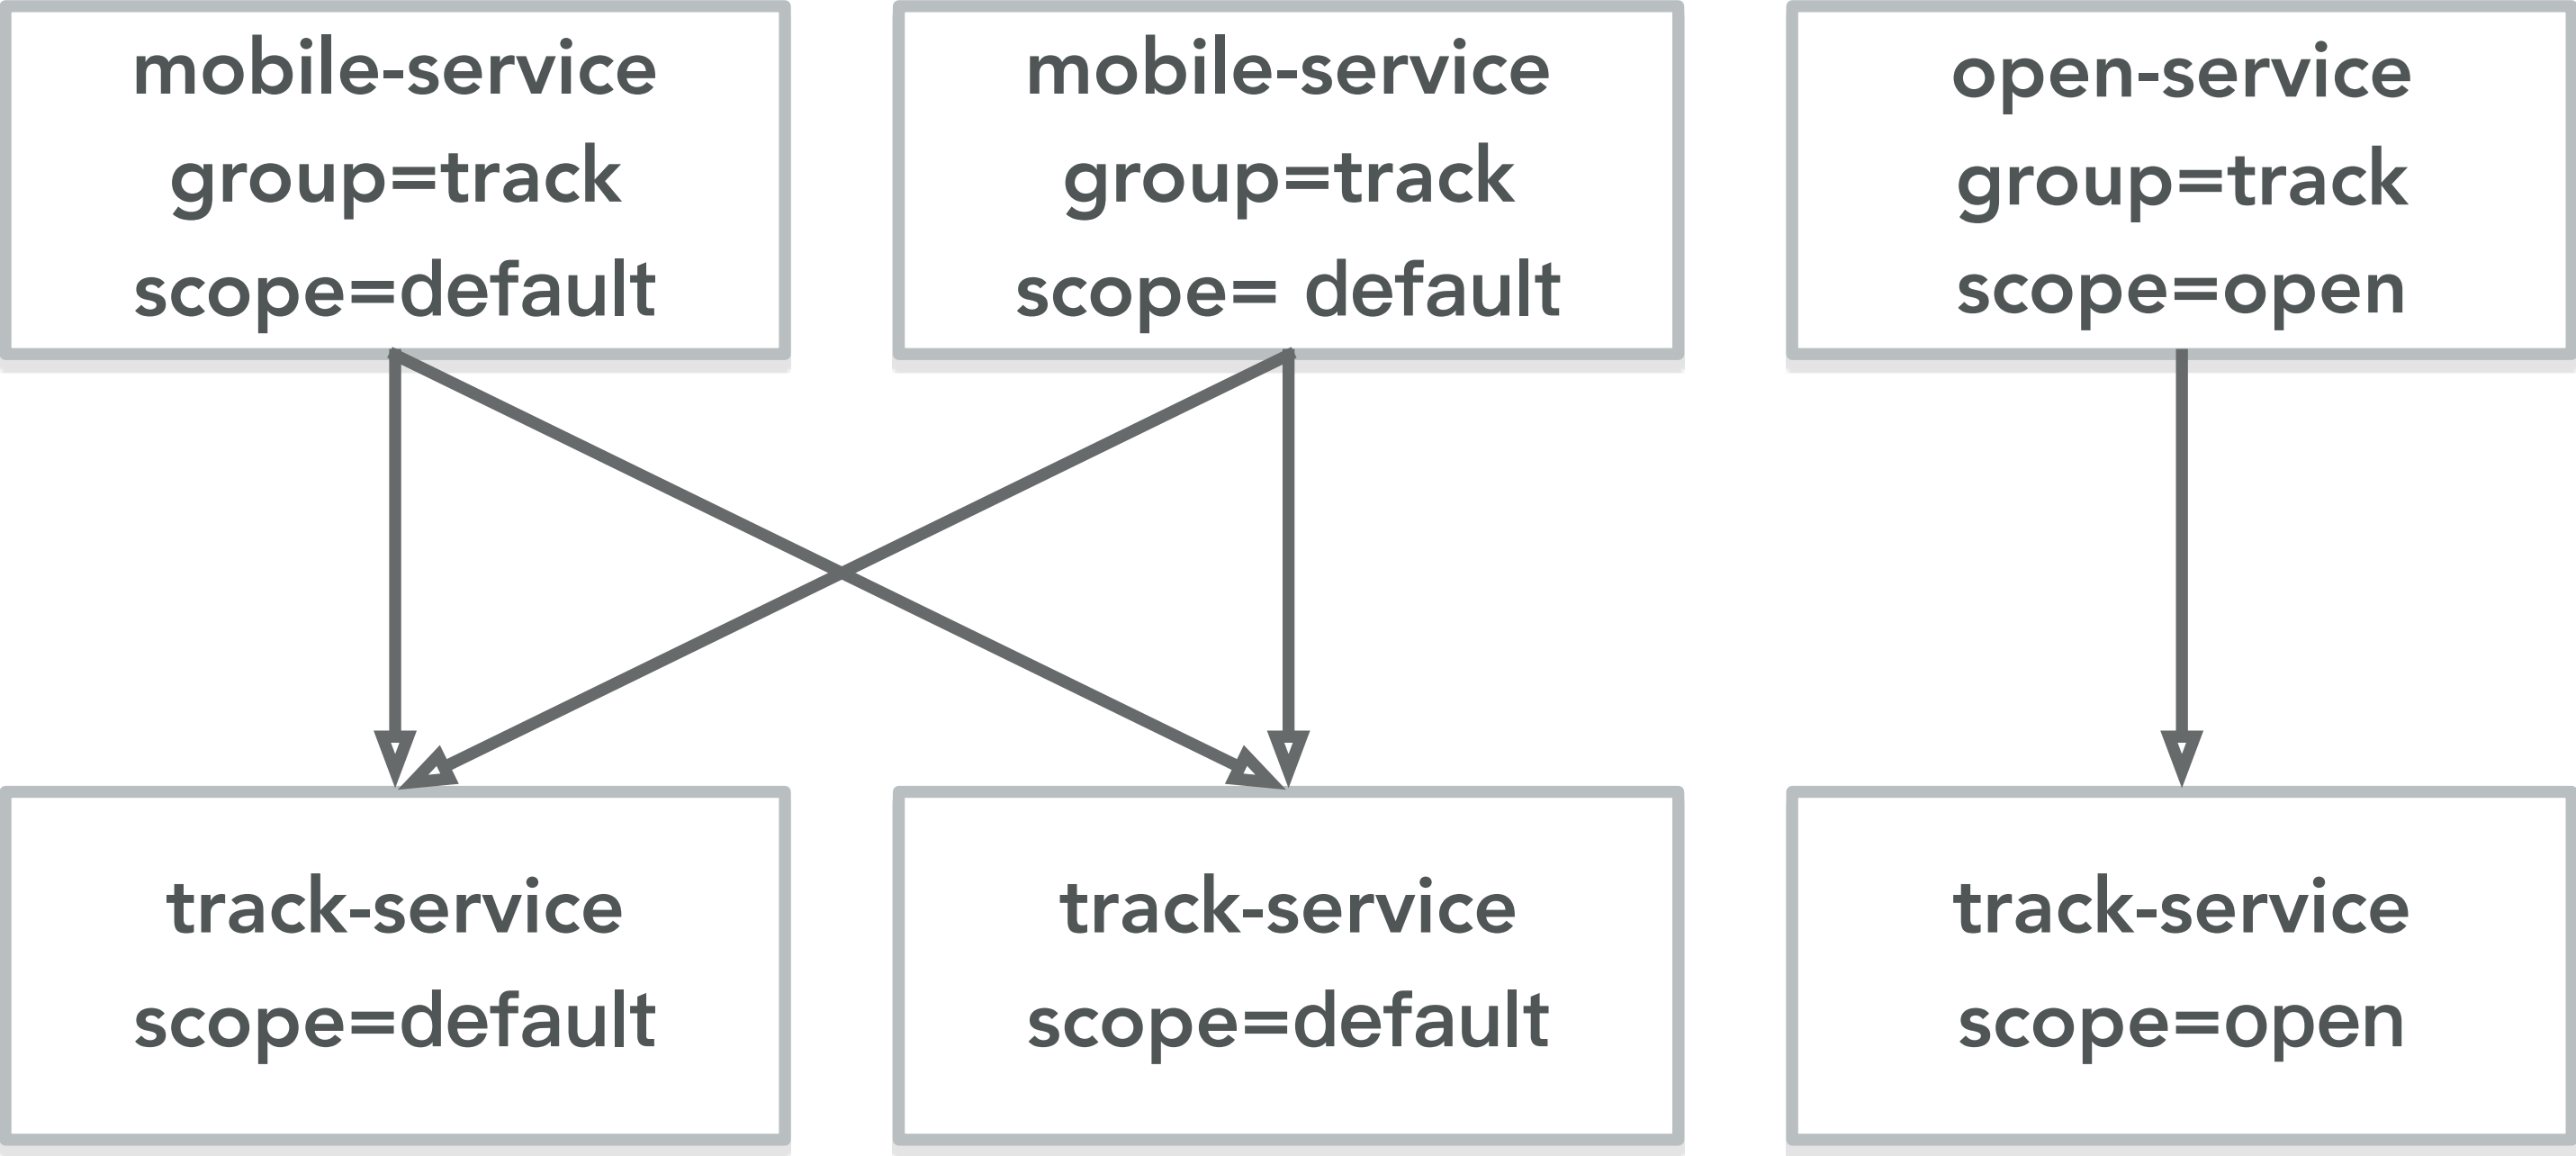 mobile-service
group=track
scope=default
mobile-service
group=track
scope= default
open-service
group=track
scope=open
track-service
scope=default
track-service
scope=default
track-service
scope=open